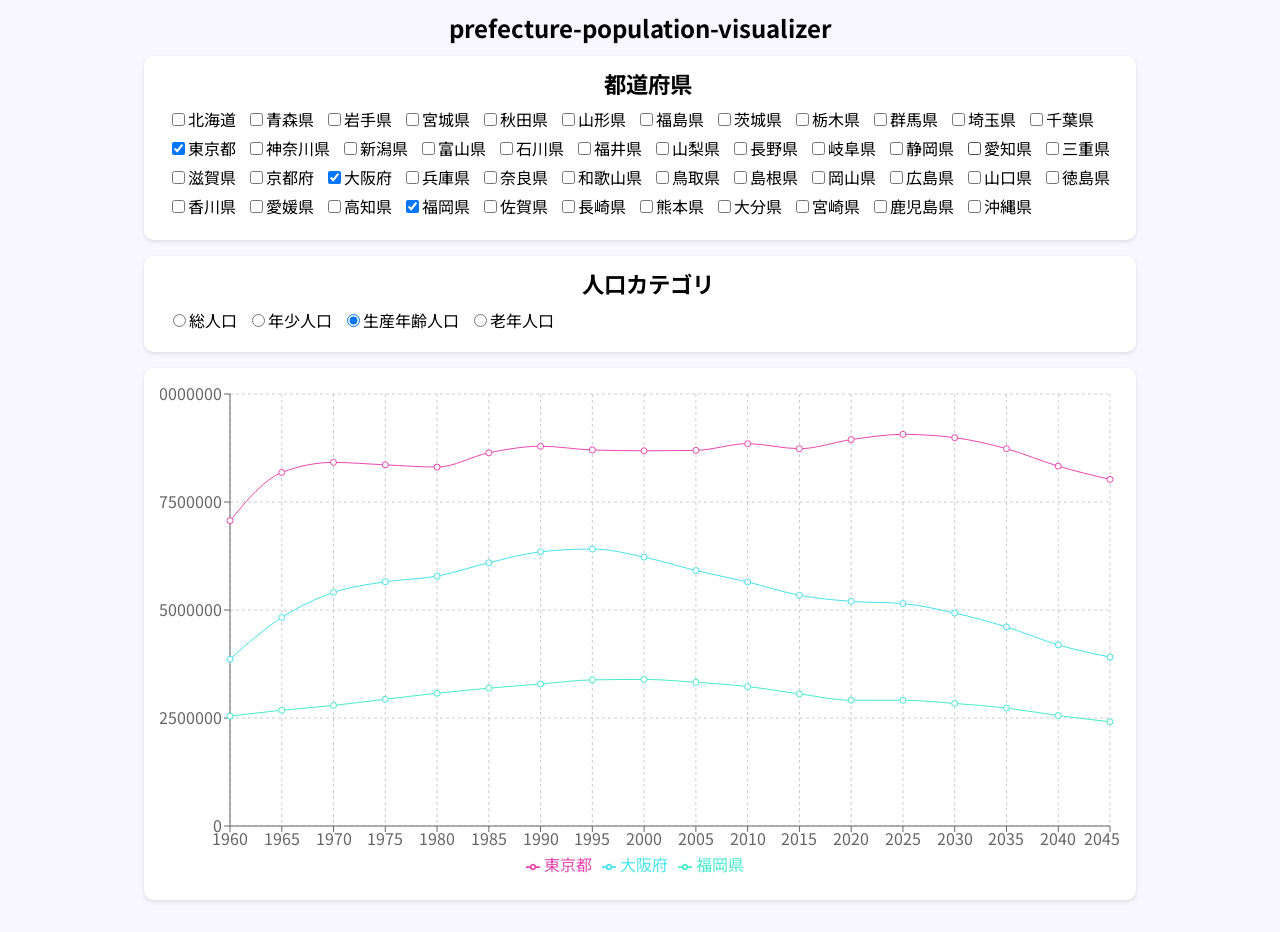 prefecture-population-visualizer
都道府県
北海道 青森県 岩手県 宮城県 秋田県 山形県 福島県 茨城県 栃木県 群馬県 埼玉県 千葉県
東京都 神奈川県 新潟県 富山県 石川県 福井県 山梨県 長野県 岐阜県 静岡県 愛知県 三重県
滋賀県 京都府 大阪府 兵庫県 奈良県 和歌山県 鳥取県 島根県 岡山県 広島県 山口県 徳島県
香川県 愛媛県 高知県 福岡県 佐賀県 長崎県 熊本県 大分県 宮崎県 鹿児島県 沖縄県
人口カテゴリ
総人口 年少人口 生産年齢人口 老年人口
0000000
7500000
5000000
2500000
0
1960 1965 1970 1975 1980 1985 1990 1995 2000 2005 2010 2015 2020 2025 2030 2035 2040 2045
東京都 大阪府 福岡県